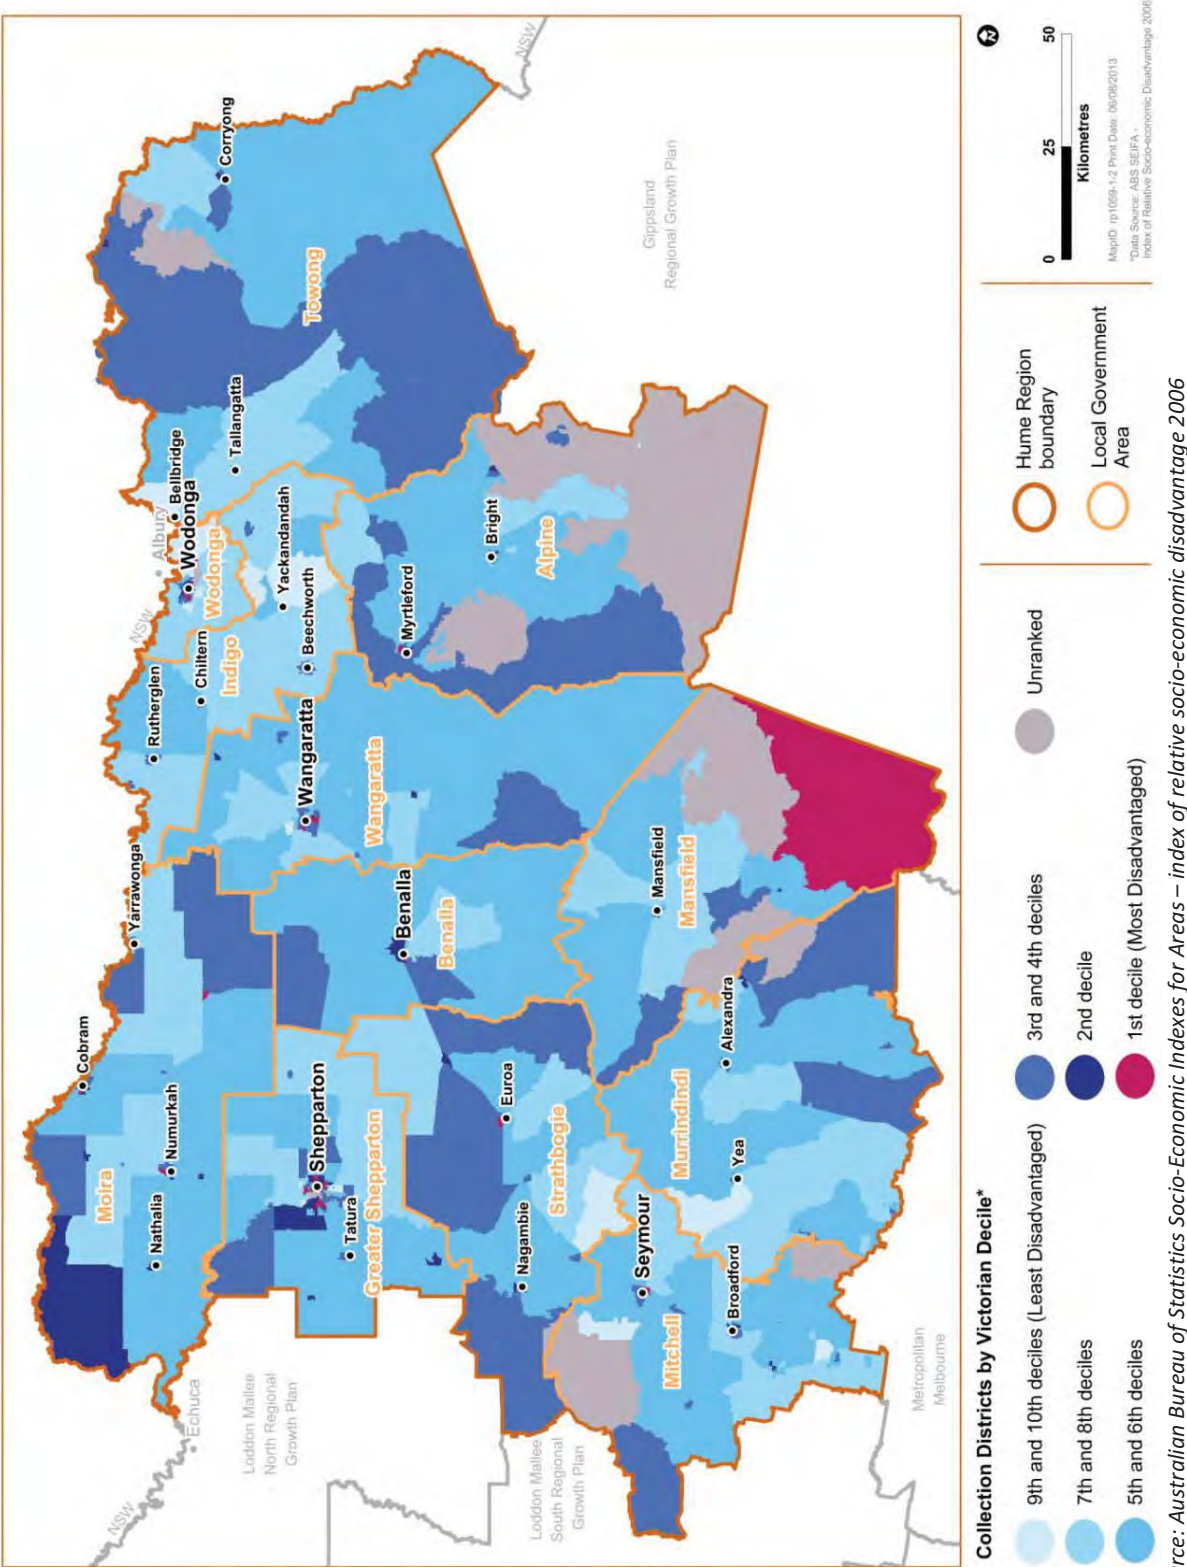 NSW
Echuca
Loddon Mallee
North Regional
Growth Plan
Loddon Mallee
South Regional
Growth Plan
Metropolitan
Melbourne
Gippsland
Regional Growth Plan
NSW
NSW
Albury
Moira
Nathalia
Numurkah
Cobram
Yarrawonga
Greater Shepparton
Shepparton
Tatura
Strathbogie
Nagambie
Euroa
Mitchell
Seymour
Broadford
Murrindindi
Yea
Alexandra
Mansfield
Mansfield
Benalla
Benalla
Wangaratta
Wangaratta
Indigo
Rutherglen
Chiltern
Beechworth
Yackandandah
Wodonga
Wodonga
Bellbridge
Tallangatta
Towong
Corryong
Alpine
Myrtleford
Bright
Collection Districts by Victorian Decile*
9th and 10th deciles (Least Disadvantaged)
7th and 8th deciles
5th and 6th deciles
3rd and 4th deciles
2nd decile
1st decile (Most Disadvantaged)
Unranked
Hume Region
boundary
Local Government
Area
0 25 50
Kilometres
MapID: rp1059-1-2 Print Date: 06/08/2013
*Data Source: ABS SEIFA -
Index of Relative Socio-economic Disadvantage 2006
Australian Bureau of Statistics Socio-Economic Indexes for Areas – index of relative socio-economic disadvantage 2006